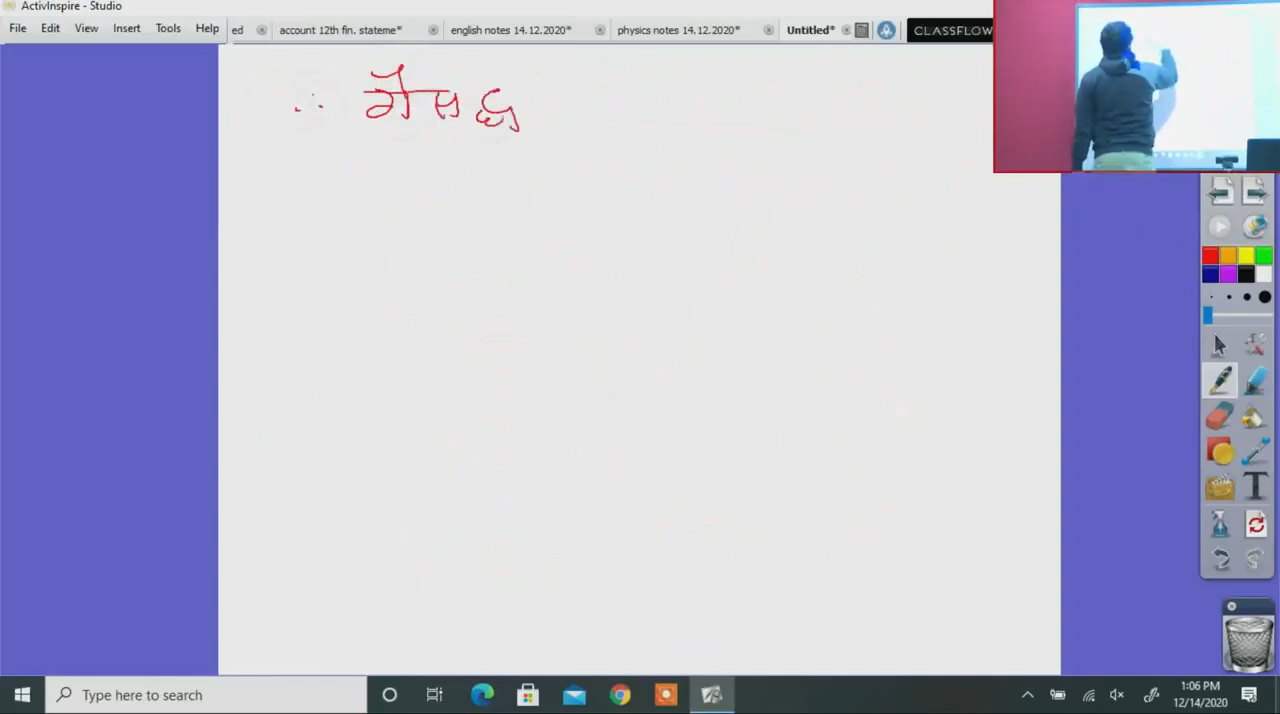 ActivInspire - Studio
File Edit View Insert Tools Help ed account 12th fin. stateme* english notes 14.12.2020* physics notes 14.12.2020* Untitled* CLASSFLOW
∴ गैस
T
Type here to search
1:06 PM
12/14/2020